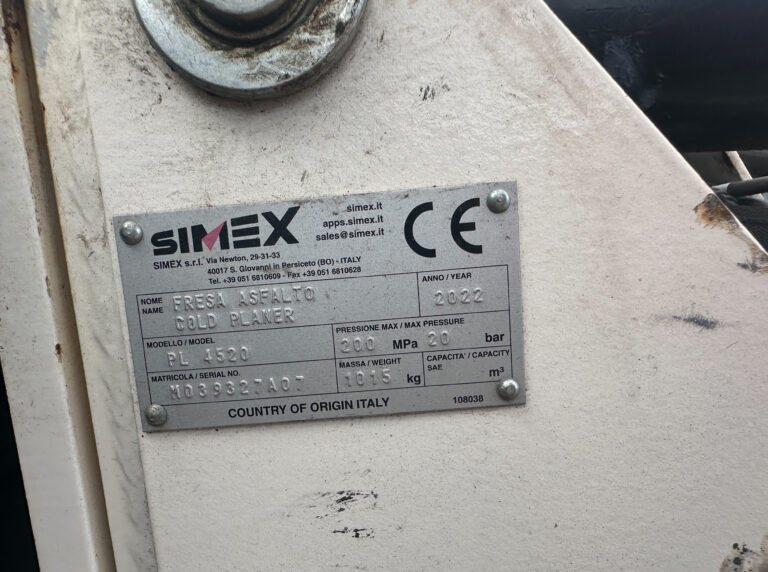 SIMEX
simex.it
apps.simex.it
sales@simex.it
CE
SIMEX s.r.l. Via Newton, 29-31-33
40017 S. Giovanni in Persiceto (BO) - ITALY
Tel. +39 051 6810609 - Fax +39 051 6810628
NOME FRESA ASFALTO
NAME COLD PLANER
ANNO / YEAR
2022
MODELLO / MODEL
PL 4520
PRESSIONE MAX / MAX PRESSURE
200 MPa 20 bar
MATRICOLA / SERIAL NO.
M039327A07
MASSA / WEIGHT
1015 kg
CAPACITA' / CAPACITY
SAE m³
COUNTRY OF ORIGIN ITALY
108038